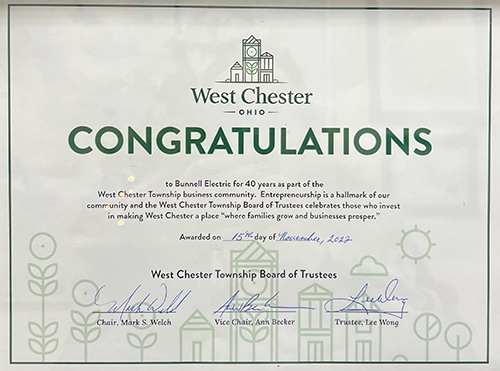 West Chester
OHIO
CONGRATULATIONS
to Bunnell Electric for 40 years as part of the
West Chester Township business community. Entrepreneurship is a hallmark of our
community and the West Chester Township Board of Trustees celebrates those who invest
in making West Chester a place "where families grow and businesses prosper."
Awarded on 15th day of November, 2022
West Chester Township Board of Trustees
Chair, Mark S. Welch
Vice Chair, Ann Becker
Trustee, Lee Wong